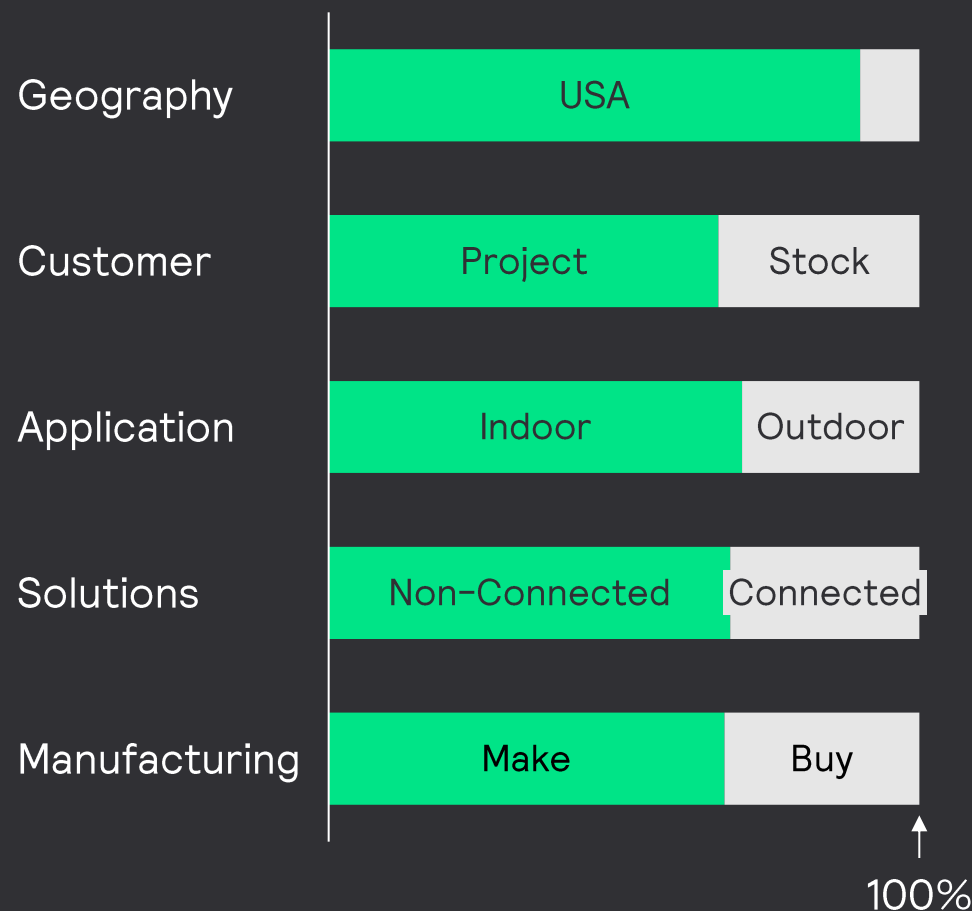 Geography
USA
Customer
Project
Stock
Application
Indoor
Outdoor
Solutions
Non-Connected
Connected
Manufacturing
Make
Buy
100%